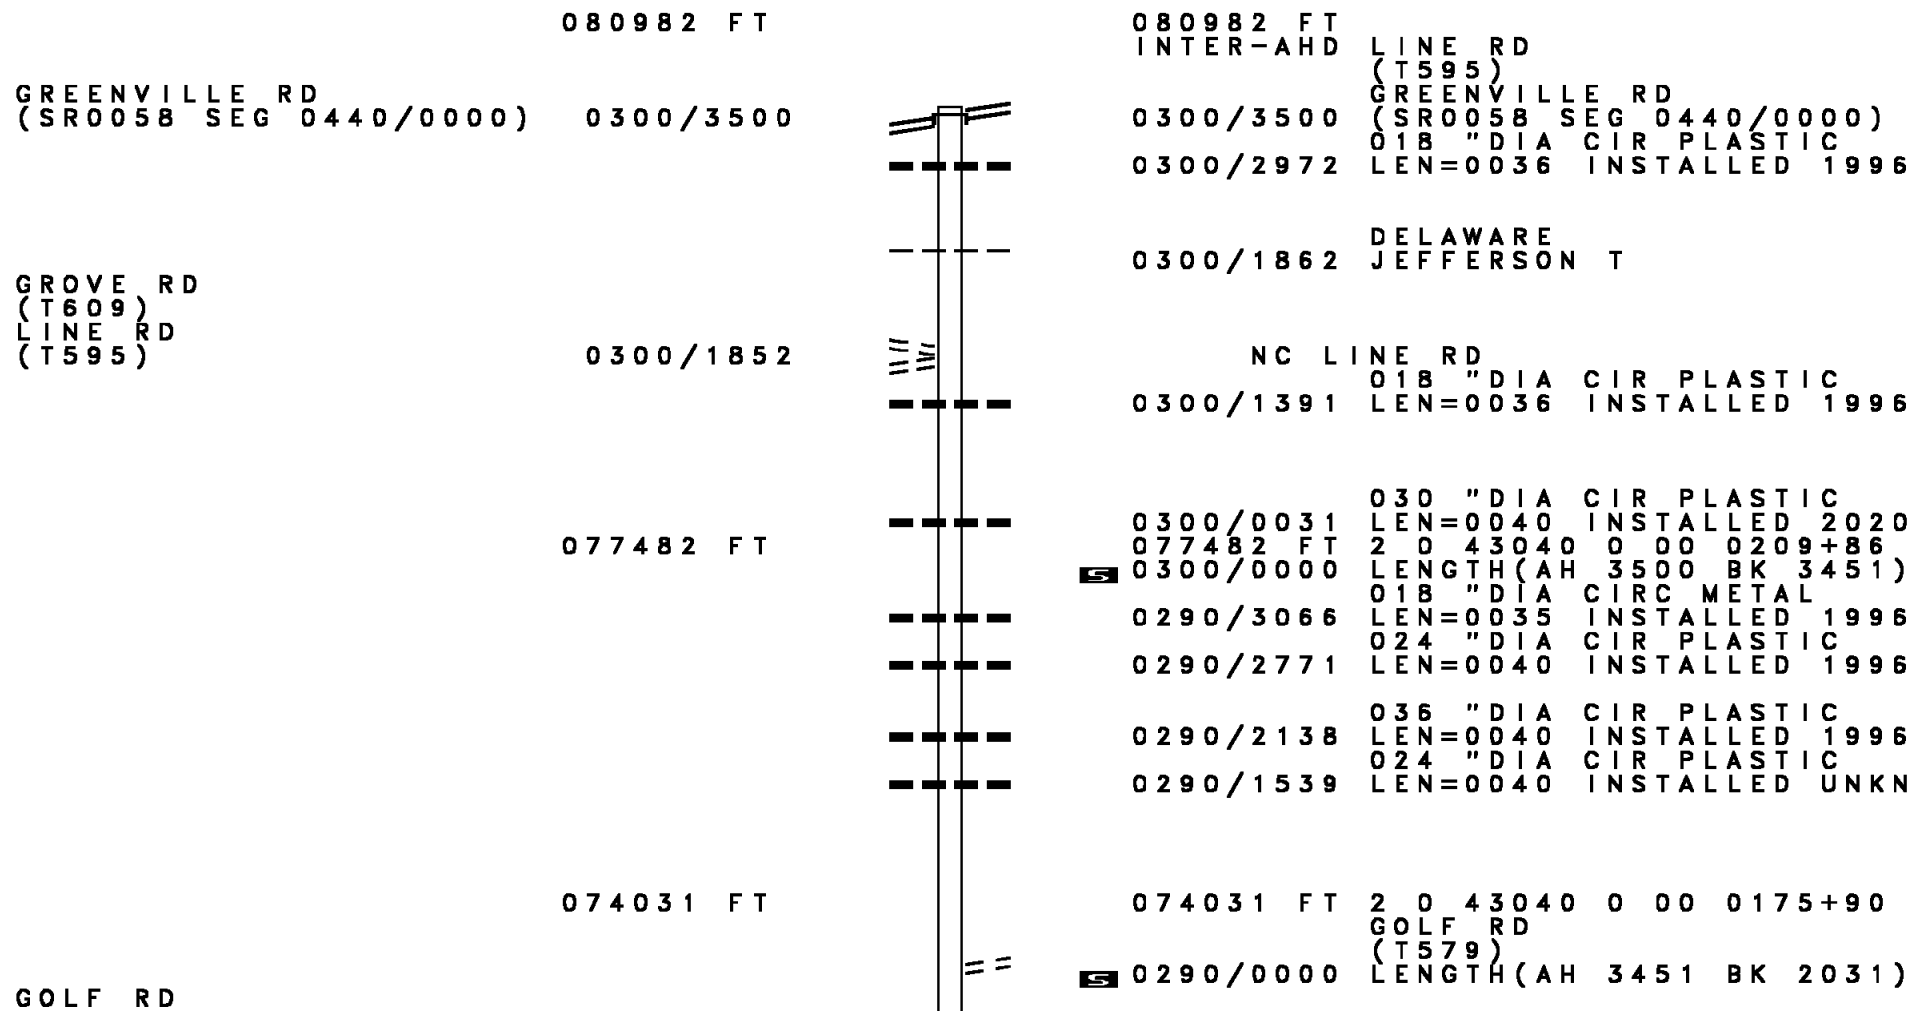 080982 FT 080982 FT
INTER-AHD LINE RD
(T595)
GREENVILLE RD GREENVILLE RD
(SR0058 SEG 0440/0000) 0300/3500 0300/3500 (SR0058 SEG 0440/0000)
018 "DIA CIR PLASTIC
0300/2972 LEN=0036 INSTALLED 1996
DELAWARE
0300/1862 JEFFERSON T
GROVE RD
(T609)
LINE RD
(T595) 0300/1852 NC LINE RD
018 "DIA CIR PLASTIC
0300/1391 LEN=0036 INSTALLED 1996
030 "DIA CIR PLASTIC
0300/0031 LEN=0040 INSTALLED 2020
077482 FT 077482 FT 2 0 43040 0 00 0209+86
S 0300/0000 LENGTH(AH 3500 BK 3451)
018 "DIA CIRC METAL
0290/3066 LEN=0035 INSTALLED 1996
024 "DIA CIR PLASTIC
0290/2771 LEN=0040 INSTALLED 1996
036 "DIA CIR PLASTIC
0290/2138 LEN=0040 INSTALLED 1996
024 "DIA CIR PLASTIC
0290/1539 LEN=0040 INSTALLED UNKN
074031 FT 074031 FT 2 0 43040 0 00 0175+90
GOLF RD
(T579)
S 0290/0000 LENGTH(AH 3451 BK 2031)
GOLF RD